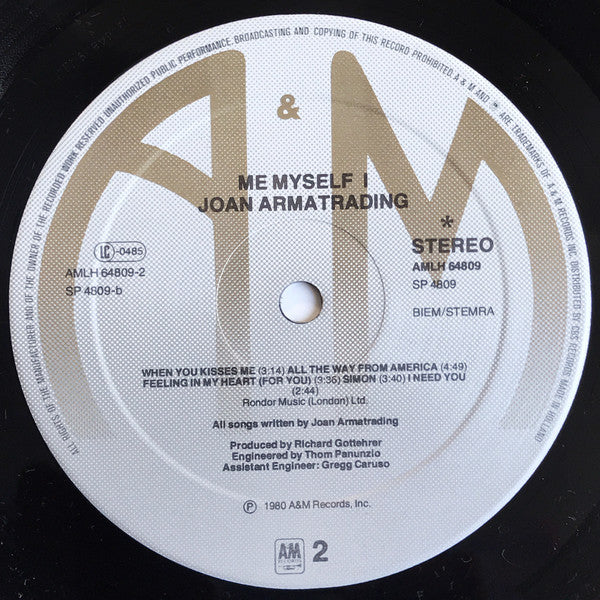 ALL RIGHTS OF THE MANUFACTURER AND OF THE OWNER OF THE RECORDED WORK RESERVED UNAUTHORIZED PUBLIC PERFORMANCE, BROADCASTING AND COPYING OF THIS RECORD PROHIBITED. A & M AND ARE TRADEMARKS OF A & M RECORDS INC. DISTRIBUTED BY CBS RECORDS MADE IN HOLLAND
A & M
ME MYSELF I
JOAN ARMATRADING
*
STEREO
LC -0485
AMLH 64809-2
SP 4809-b
AMLH 64809
SP 4809
BIEM/STEMRA
WHEN YOU KISSES ME (3:14) ALL THE WAY FROM AMERICA (4:49)
FEELING IN MY HEART (FOR YOU) (3:35) SIMON (3:40) I NEED YOU
(2:44)
Rondor Music (London) Ltd.
All songs written by Joan Armatrading
Produced by Richard Gottehrer
Engineered by Thom Panunzio
Assistant Engineer: Gregg Caruso
℗ 1980 A&M Records, Inc.
AM
RECORDS
2